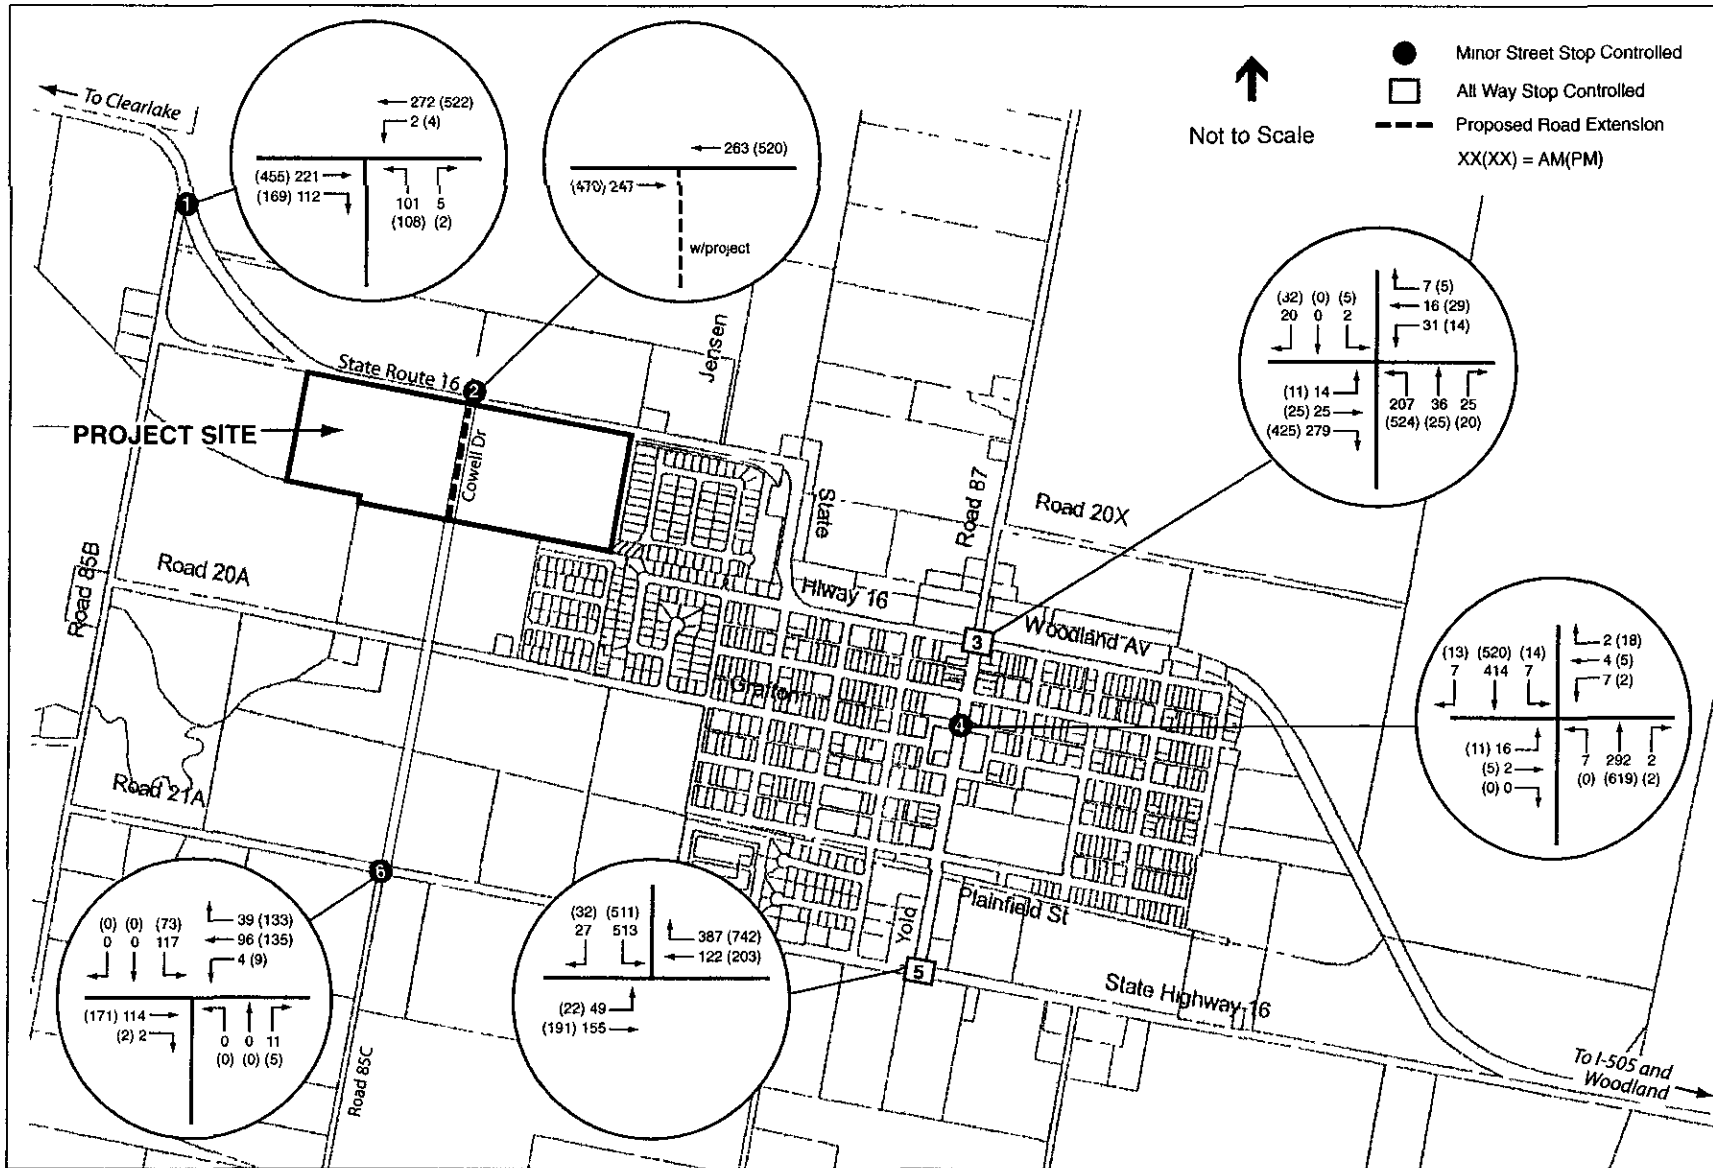 To Clearlake
272 (522)
2 (4)
(455) 221
(169) 112
101 5
(108) (2)
1
263 (520)
(470) 247
w/project
Not to Scale
Minor Street Stop Controlled
All Way Stop Controlled
Proposed Road Extension
XX(XX) = AM(PM)
(32) (0) (5)
20 0 2
7 (5)
16 (29)
31 (14)
(11) 14
(25) 25
(425) 279
207 36 25
(524) (25) (20)
State Route 16
2
Jensen
PROJECT SITE
Cowell Dr
State
Road 87
Road 20X
Road 85B
Road 20A
Hiway 16
3
Woodland Av
Grafton
4
(13) (520) (14)
7 414 7
2 (18)
4 (5)
7 (2)
(11) 16
(5) 2
(0) 0
7 292 2
(0) (619) (2)
Road 21A
6
(0) (0) (73)
0 0 117
39 (133)
96 (135)
4 (9)
(171) 114
(2) 2
0 0 11
(0) (0) (5)
Road 85C
(32) (511)
27 513
387 (742)
122 (203)
(22) 49
(191) 155
Yolo
Plainfield St
5
State Highway 16
To I-505 and
Woodland